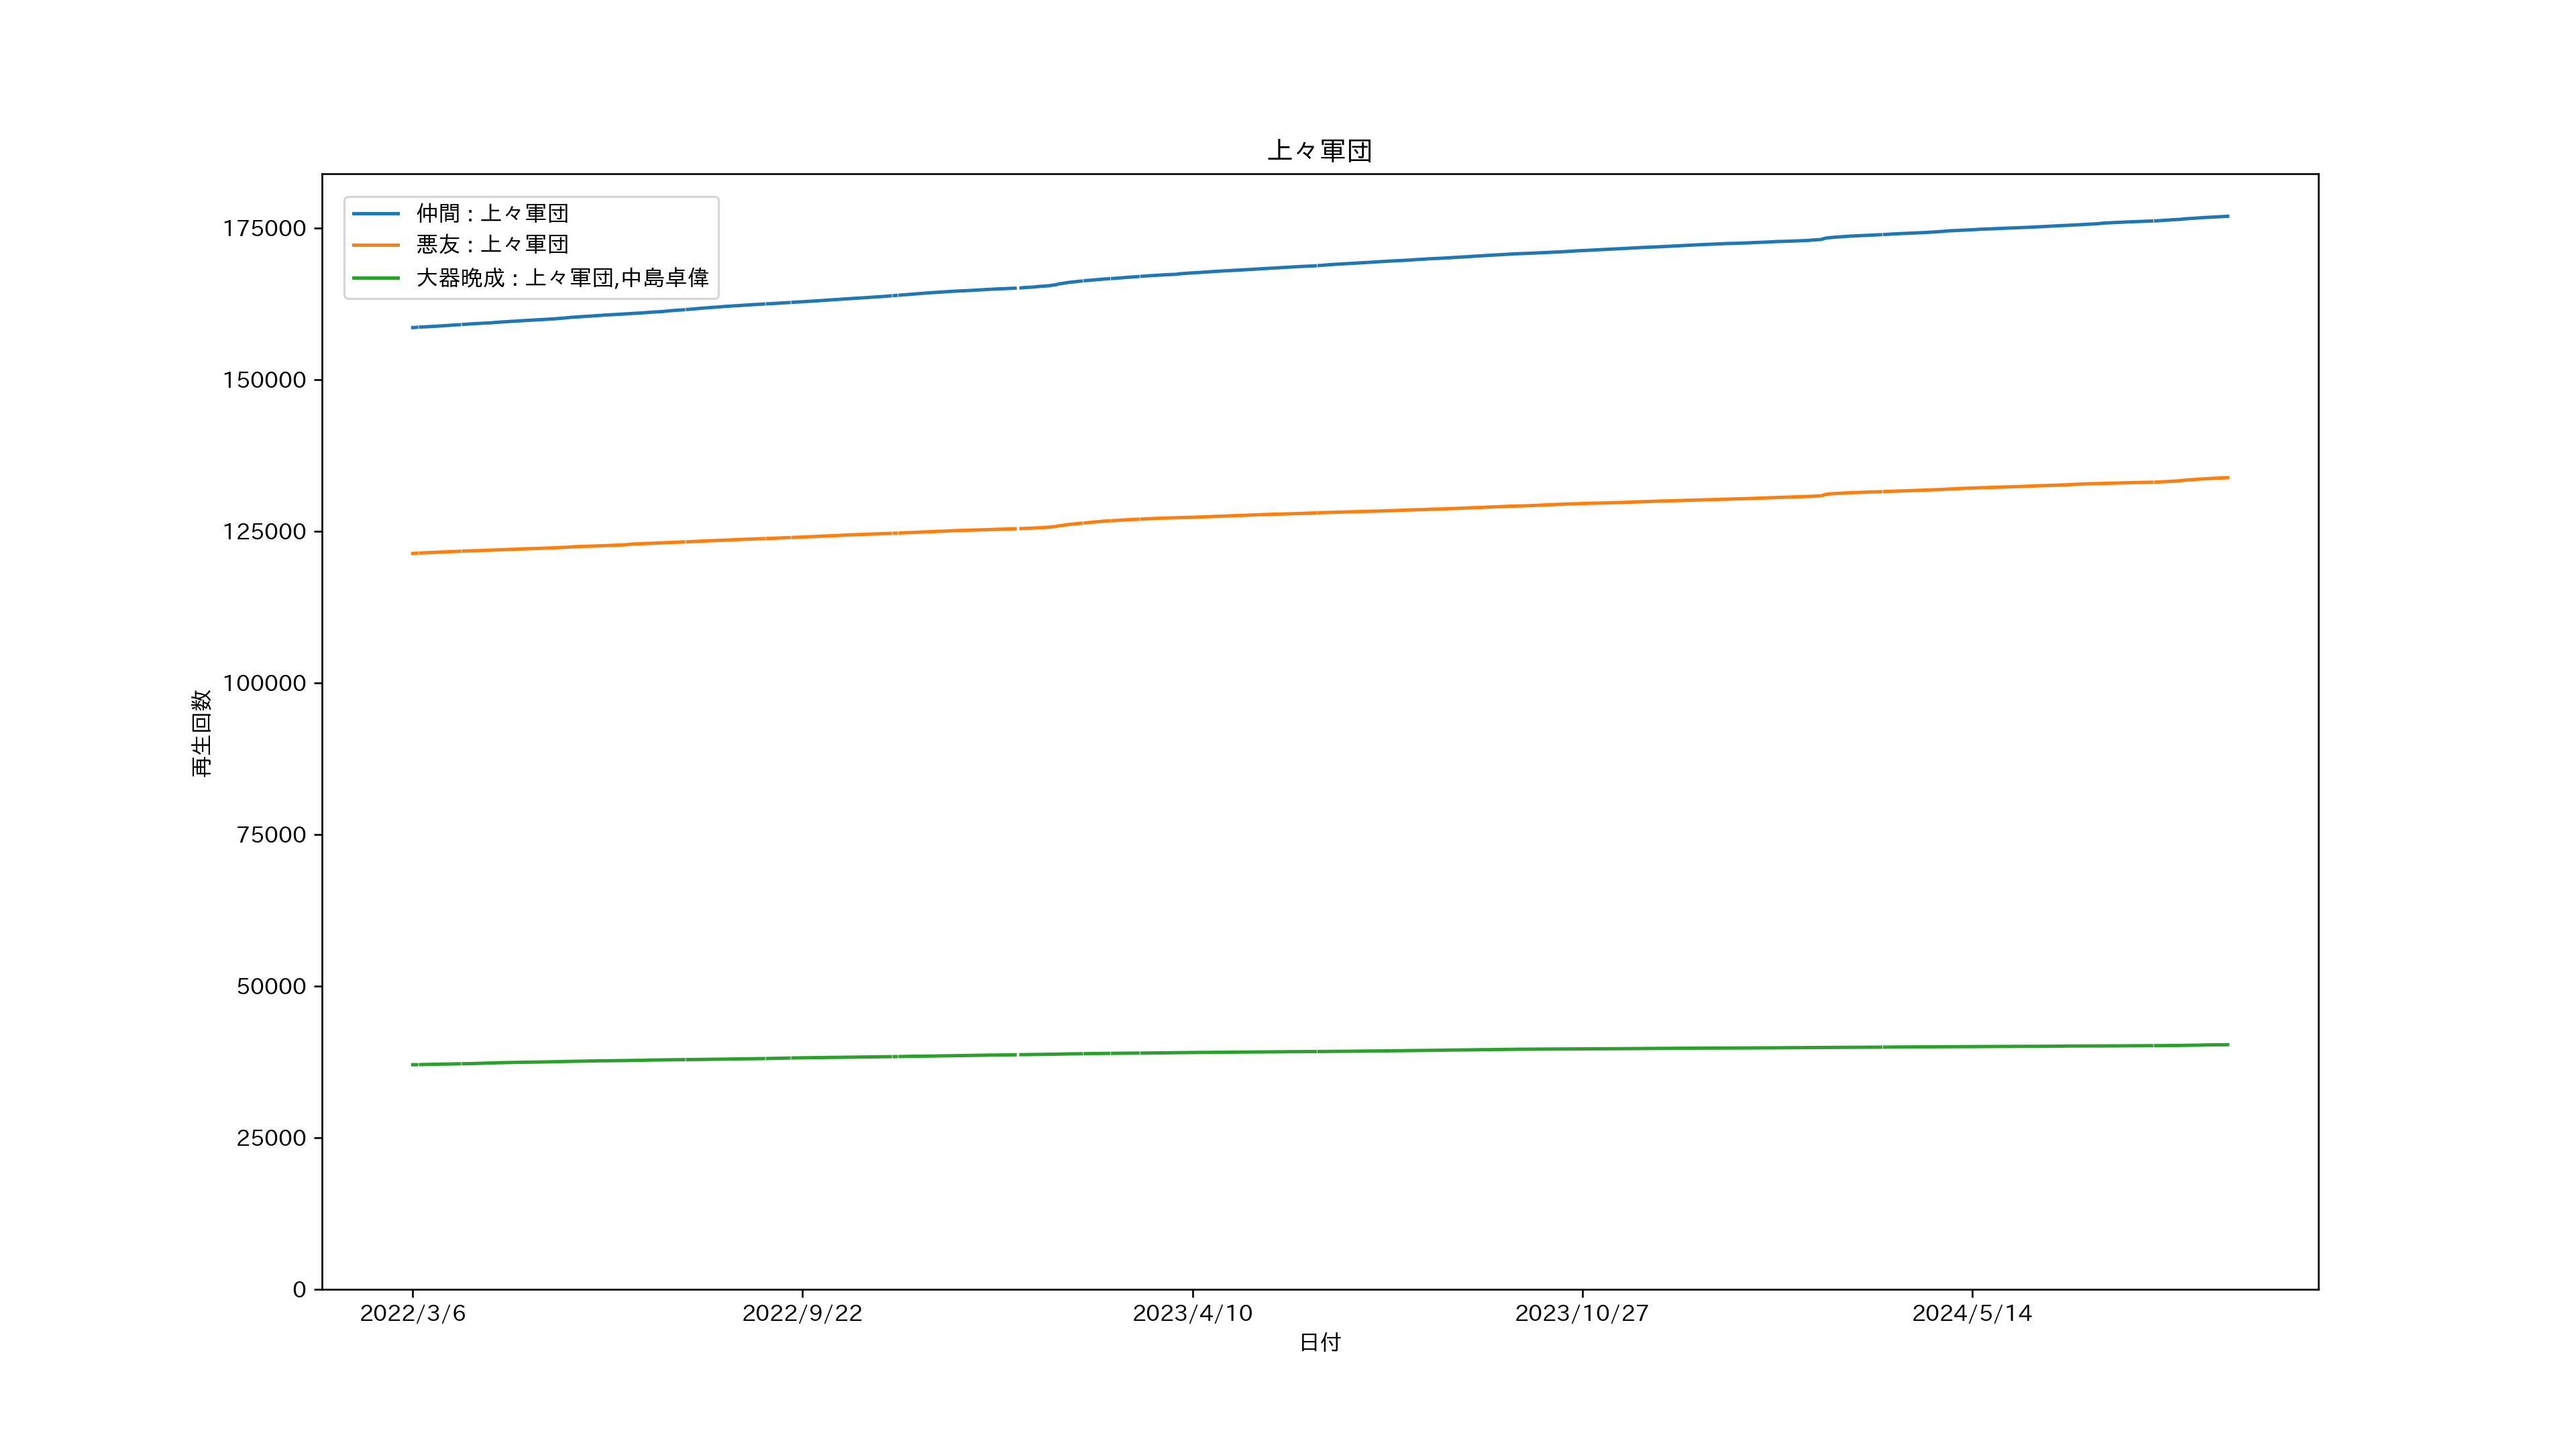 上々軍団
仲間 : 上々軍団
悪友 : 上々軍団
大器晩成 : 上々軍団,中島卓偉
175000
150000
125000
100000
75000
50000
25000
0
再生回数
2022/3/6
2022/9/22
2023/4/10
2023/10/27
2024/5/14
日付